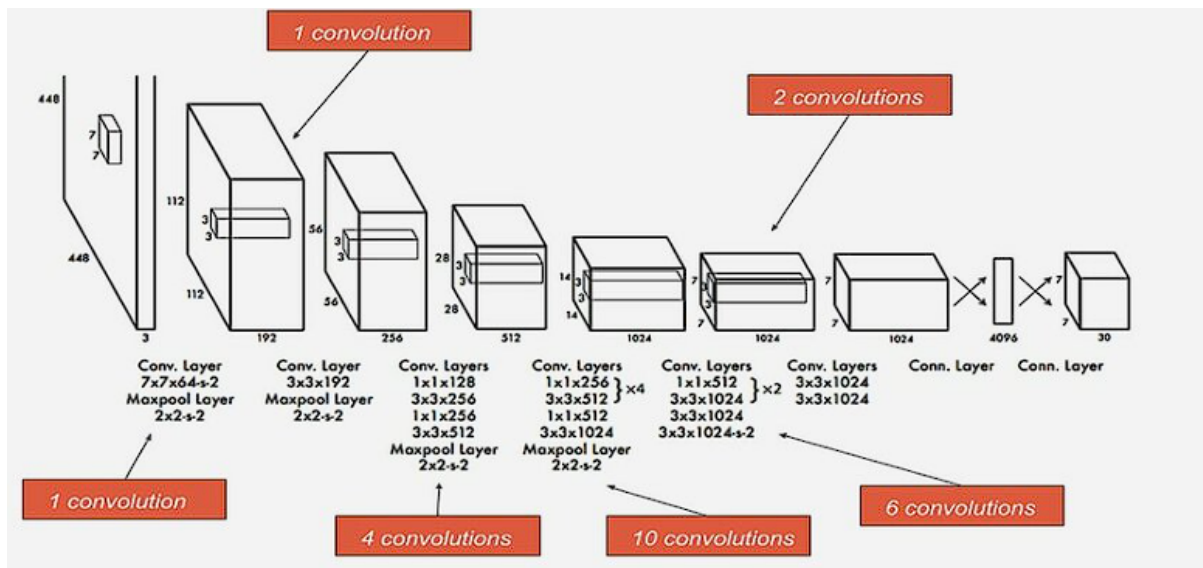 1 convolution
2 convolutions
448
7
7
448
3
112
3
3
112
192
56
3
3
56
256
28
3
3
28
512
14
3
3
14
1024
7
3
3
7
1024
7
7
1024
4096
7
7
30
Conv. Layer
7x7x64-s-2
Maxpool Layer
2x2-s-2
Conv. Layer
3x3x192
Maxpool Layer
2x2-s-2
Conv. Layers
1x1x128
3x3x256
1x1x256
3x3x512
Maxpool Layer
2x2-s-2
Conv. Layers
1x1x256
3x3x512
} ×4
1x1x512
3x3x1024
Maxpool Layer
2x2-s-2
Conv. Layers
1x1x512
3x3x1024
} ×2
3x3x1024
3x3x1024-s-2
Conv. Layers
3x3x1024
3x3x1024
Conn. Layer
Conn. Layer
1 convolution
4 convolutions
10 convolutions
6 convolutions